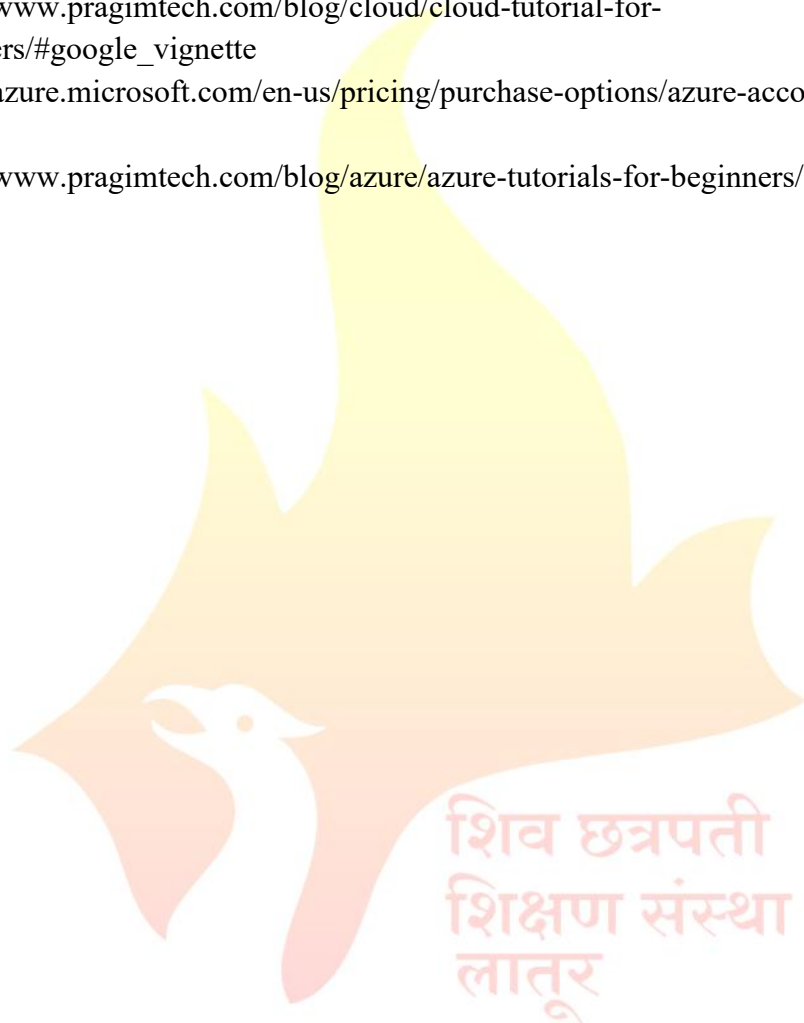 www.pragimtech.com/blog/cloud/cloud-tutorial-for-
ers/#google_vignette
azure.microsoft.com/en-us/pricing/purchase-options/azure-acco
www.pragimtech.com/blog/azure/azure-tutorials-for-beginners/
शिव छत्रपती
शिक्षण संस्था
लातूर